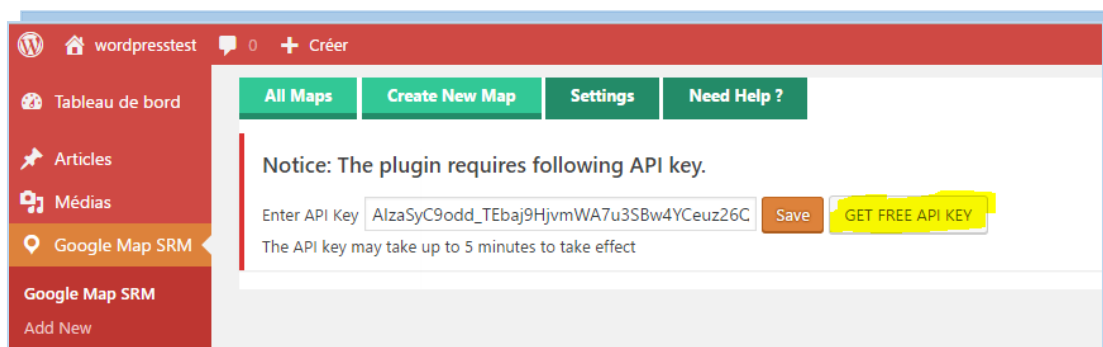 wordpresstest 0 + Créer
Tableau de bord
All Maps Create New Map Settings Need Help ?
Articles
Notice: The plugin requires following API key.
Médias
Enter API Key AIzaSyC9odd_TEbaj9HjvmWA7u3SBw4YCeuz26Q Save GET FREE API KEY
Google Map SRM
The API key may take up to 5 minutes to take effect
Google Map SRM
Add New